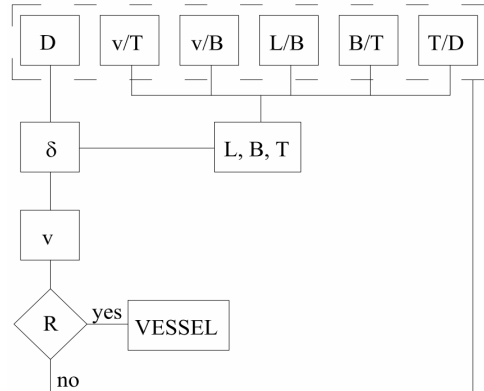 D v/T v/B L/B B/T T/D
δ L, B, T
v
R yes VESSEL
no